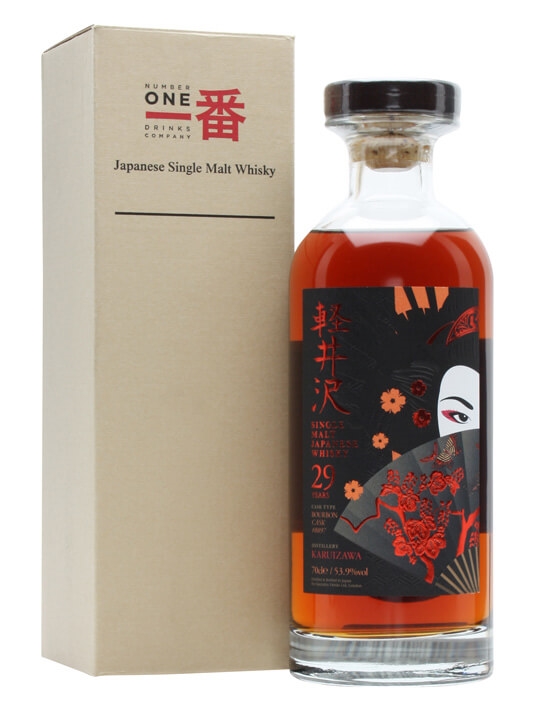 NUMBER
ONE
DRINKS
COMPANY
一番
Japanese Single Malt Whisky
軽井沢
SINGLE
MALT
JAPANESE
WHISKY
29
YEARS
CASK TYPE
BOURBON
CASK
DISTILLERY
KARUIZAWA
70cle / 53.9%vol